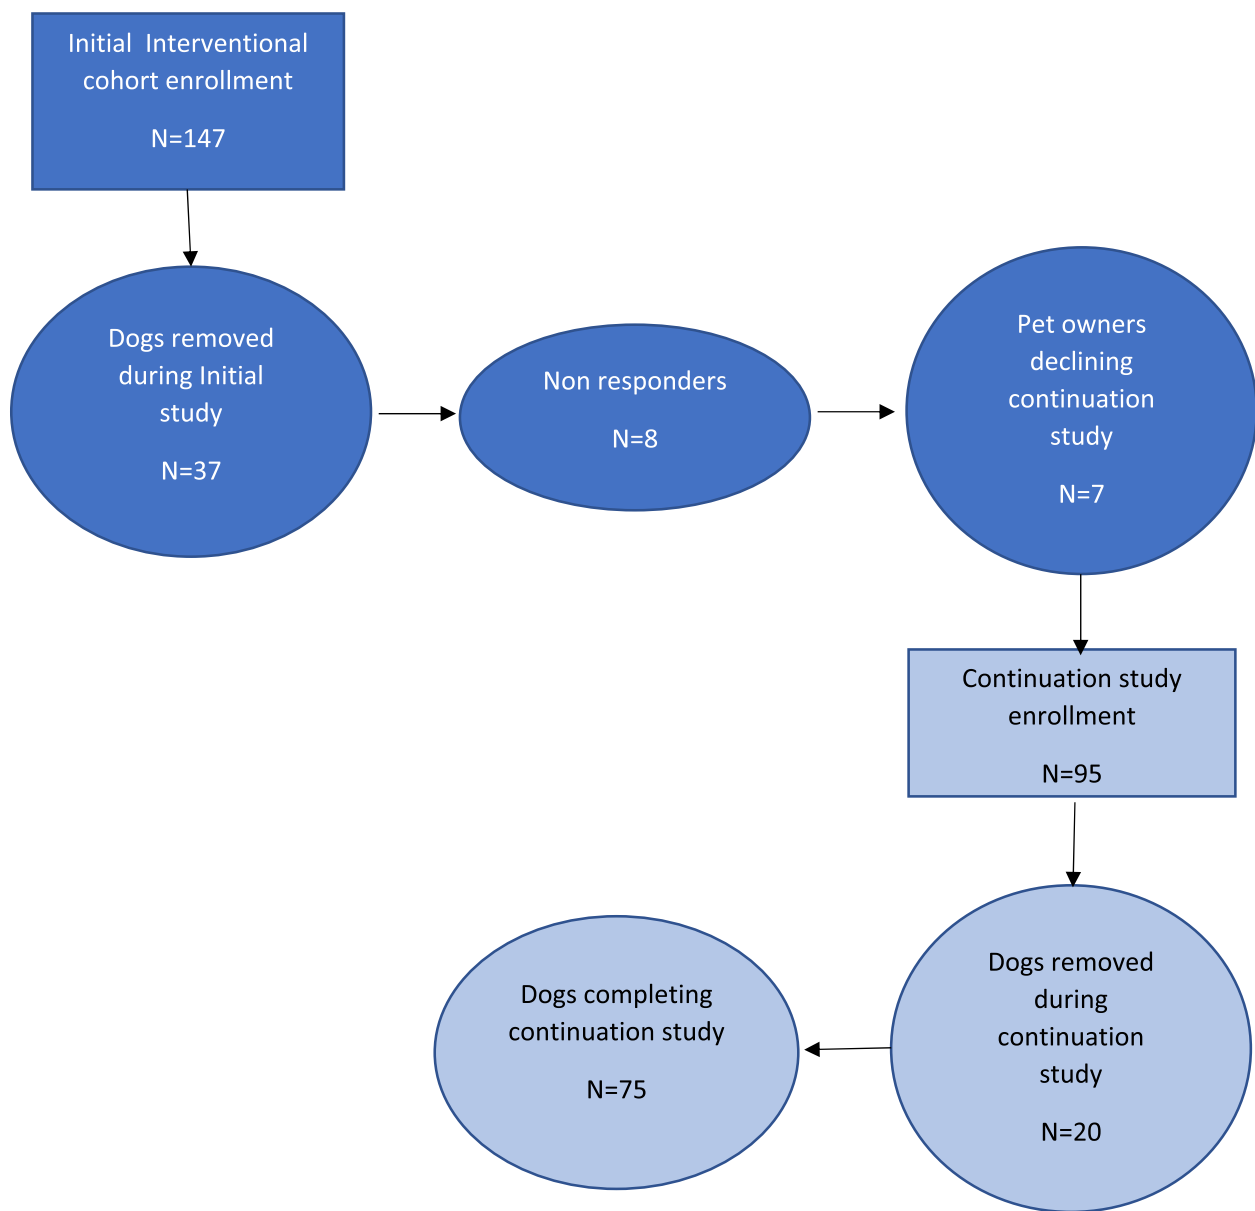 Initial  Interventional
cohort enrollment
N=147
Dogs removed
during Initial
study
N=37
Non responders
N=8
Pet owners
declining
continuation
study
N=7
Continuation study
enrollment
N=95
Dogs removed
during
continuation
study
N=20
Dogs completing
continuation study
N=75